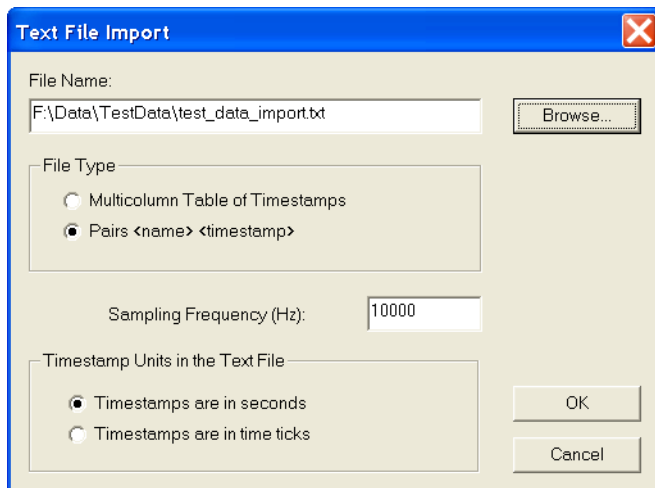 Text File Import
File Name:
F:\Data\TestData\test_data_import.txt
Browse...
File Type
Multicolumn Table of Timestamps
Pairs <name> <timestamp>
Sampling Frequency (Hz):
10000
Timestamp Units in the Text File
Timestamps are in seconds
OK
Timestamps are in time ticks
Cancel